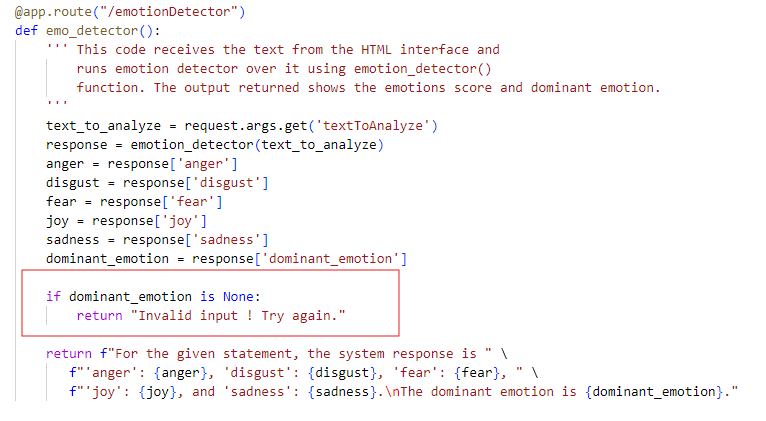 @app.route("/emotionDetector")
def emo_detector():
    ''' This code receives the text from the HTML interface and
        runs emotion detector over it using emotion_detector()
        function. The output returned shows the emotions score and dominant emotion.
    '''
    text_to_analyze = request.args.get('textToAnalyze')
    response = emotion_detector(text_to_analyze)
    anger = response['anger']
    disgust = response['disgust']
    fear = response['fear']
    joy = response['joy']
    sadness = response['sadness']
    dominant_emotion = response['dominant_emotion']
    if dominant_emotion is None:
        return "Invalid input ! Try again."
    return f"For the given statement, the system response is " \
       f"'anger': {anger}, 'disgust': {disgust}, 'fear': {fear}, " \
       f"'joy': {joy}, and 'sadness': {sadness}.\nThe dominant emotion is {dominant_emotion}."